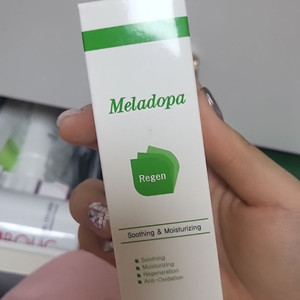 Meladopa
Regen
Soothing & Moisturizing
Soothing
Moisturizing
Regeneration
Anti-Oxidation